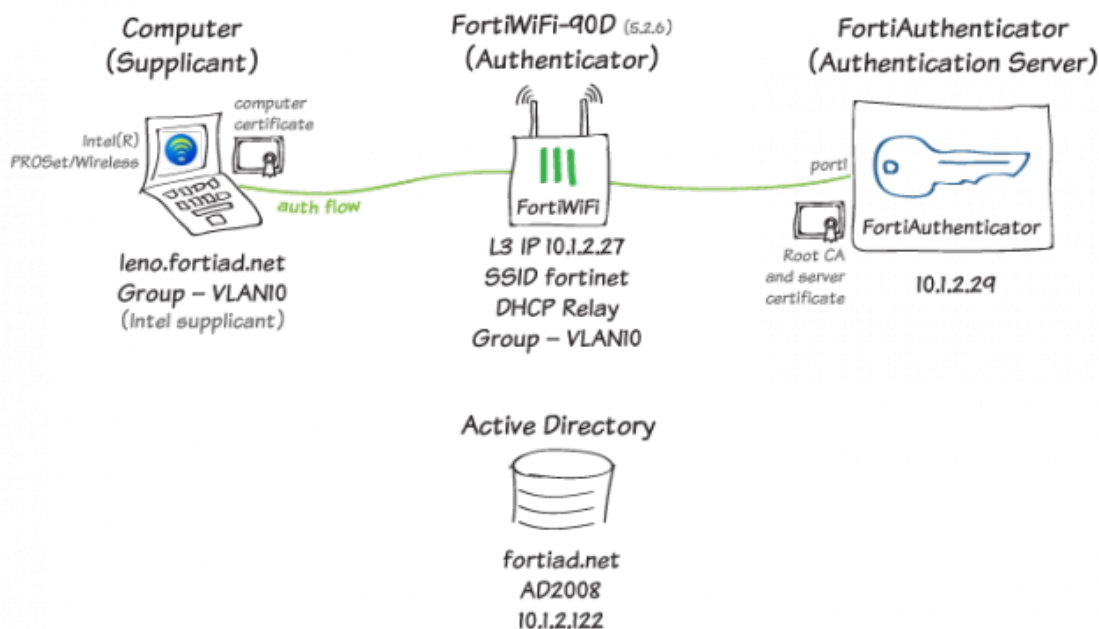 Computer
(Supplicant)
computer
certificate
Intel(R)
PROSet/Wireless
auth flow
leno.fortiad.net
Group – VLAN10
(Intel supplicant)
FortiWiFi-90D (5.2.6)
(Authenticator)
FortiWiFi
L3 IP 10.1.2.27
SSID fortinet
DHCP Relay
Group – VLAN10
FortiAuthenticator
(Authentication Server)
port1
FortiAuthenticator
Root CA
and server
certificate
10.1.2.29
Active Directory
fortiad.net
AD2008
10.1.2.122